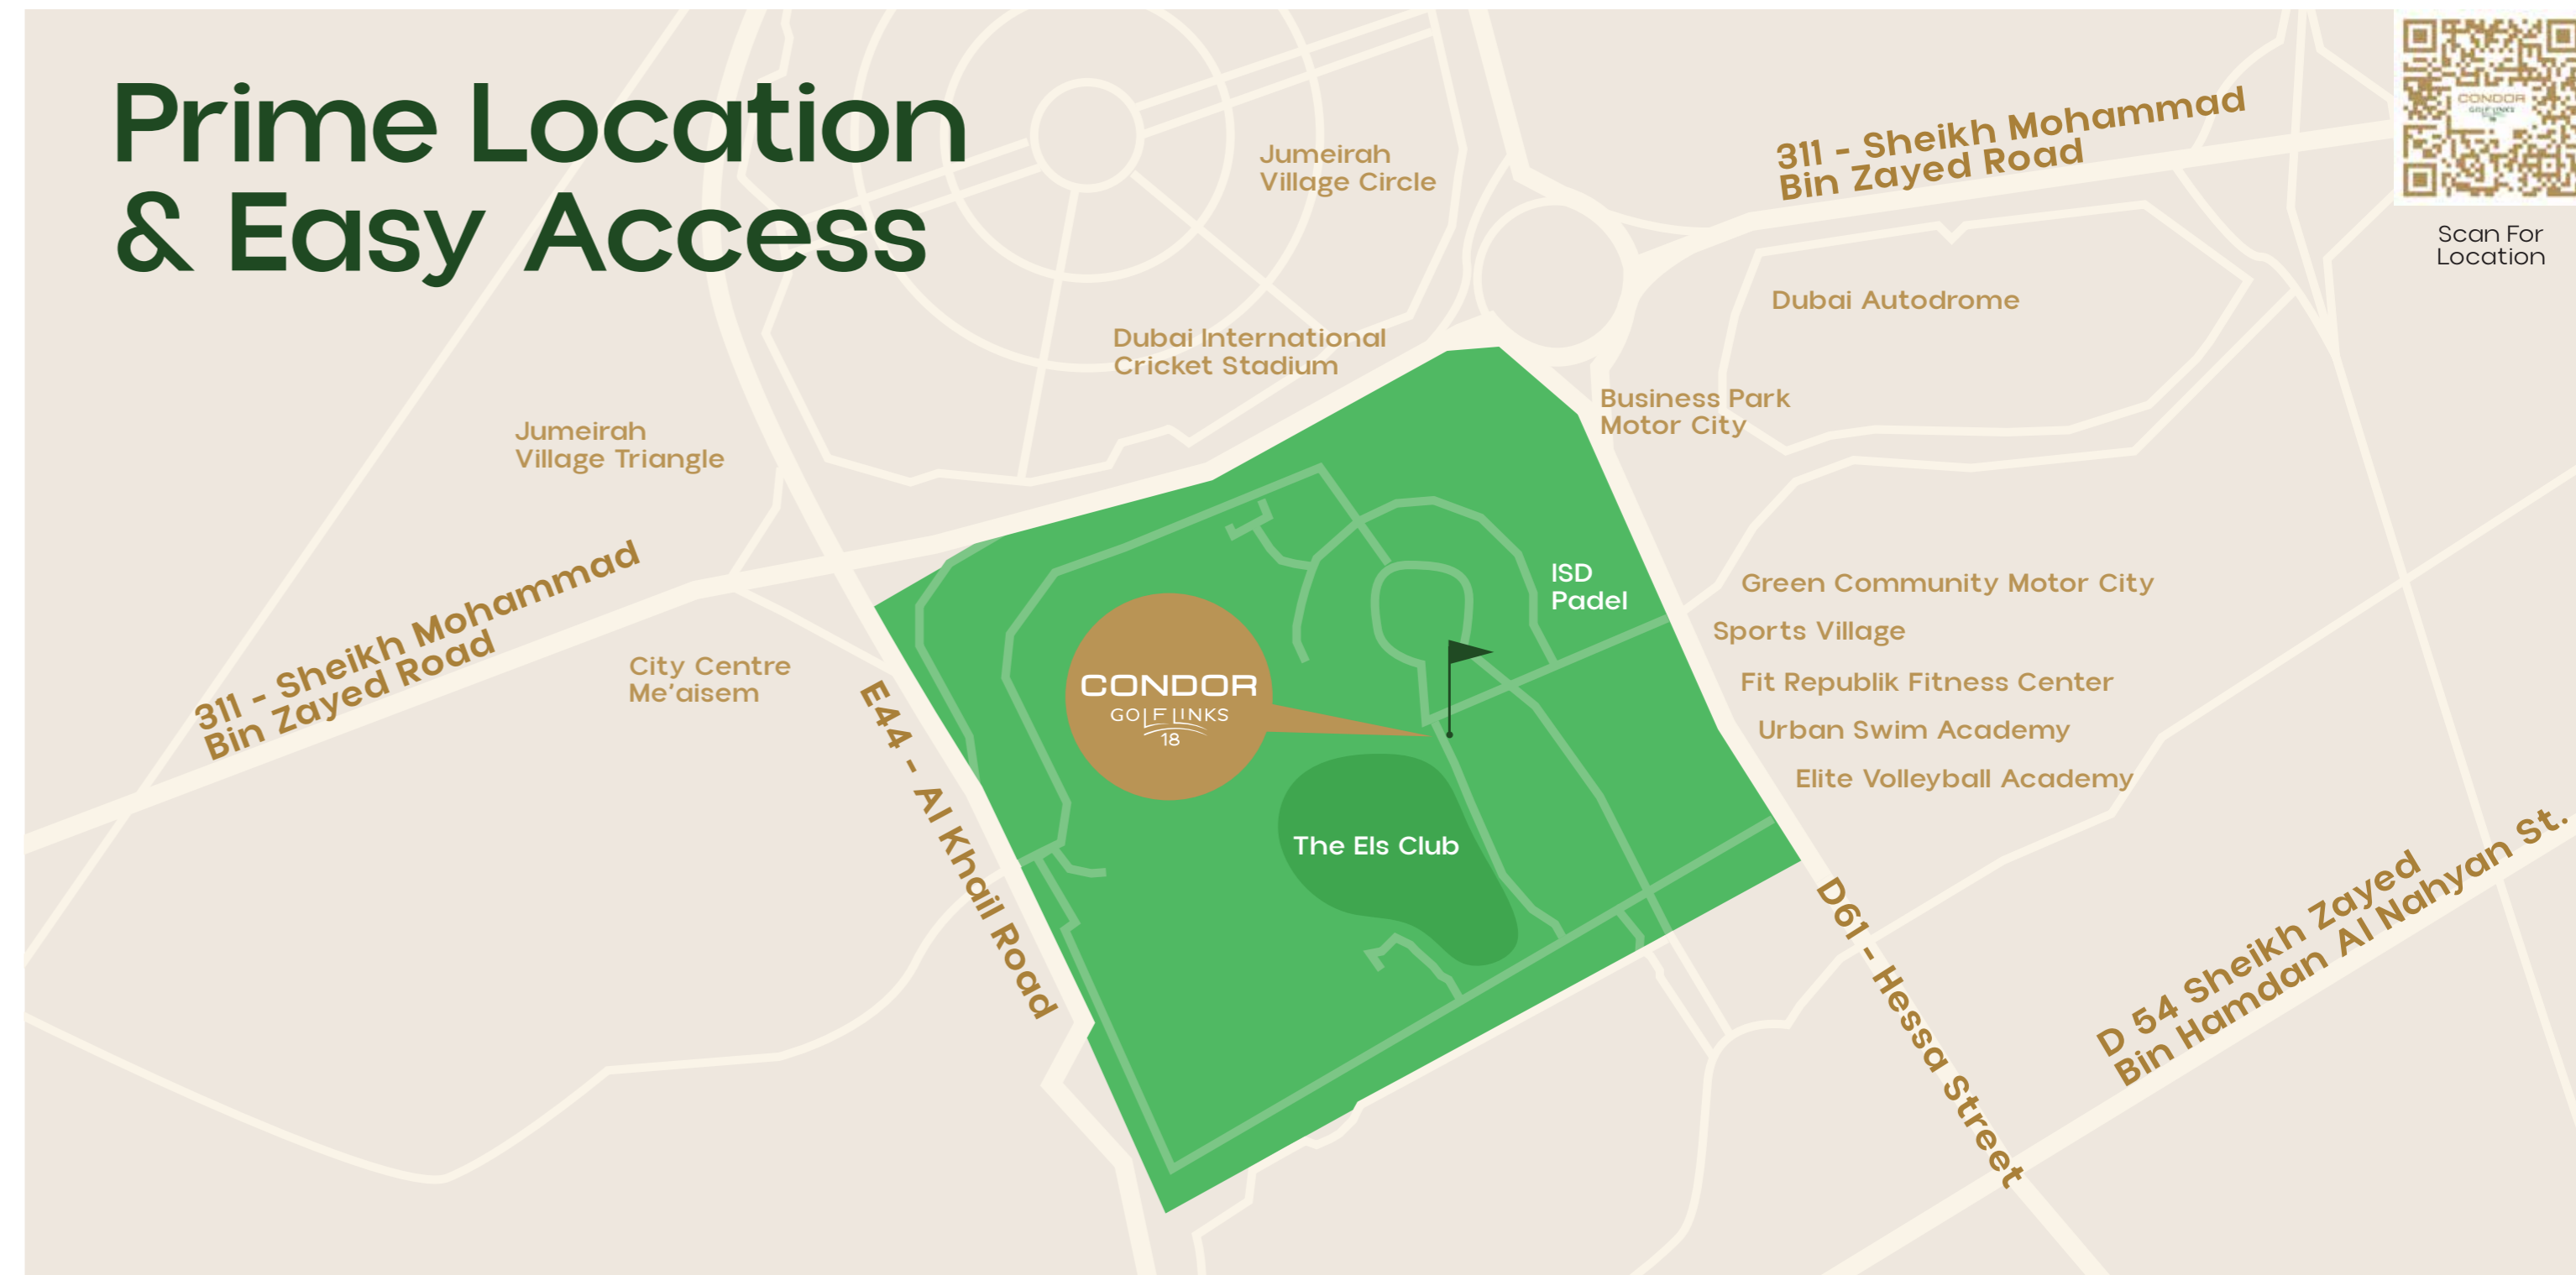 Prime Location
& Easy Access
Jumeirah
Village Circle
311 - Sheikh Mohammad
Bin Zayed Road
CONDOR
GOLF LINKS
Scan For
Location
Dubai Autodrome
Dubai International
Cricket Stadium
Business Park
Motor City
Jumeirah
Village Triangle
311 - Sheikh Mohammad
Bin Zayed Road
City Centre
Me’aisem
E44 - Al Khail Road
CONDOR
GOLF LINKS
18
ISD
Padel
The Els Club
Green Community Motor City
Sports Village
Fit Republik Fitness Center
Urban Swim Academy
Elite Volleyball Academy
D61 - Hessa Street
D 54 Sheikh Zayed
Bin Hamdan Al Nahyan St.